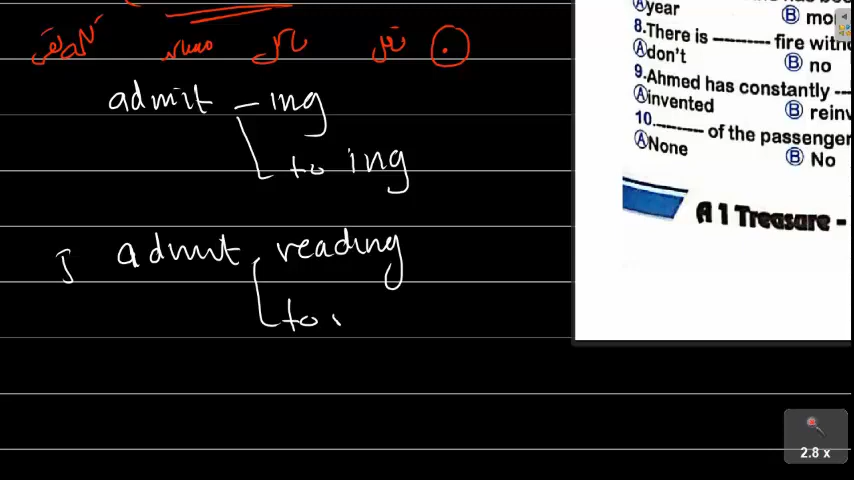 admit - ing
to ing
I admit reading
to
Ⓐyear
Ⓑ mo
8.There is --------- fire with
Ⓐdon't
Ⓑ no
9.Ahmed has constantly --
Ⓐinvented
Ⓑ reinv
10.--------- of the passenger
ⒶNone
Ⓑ No
A 1 Treasure -
2.8 x